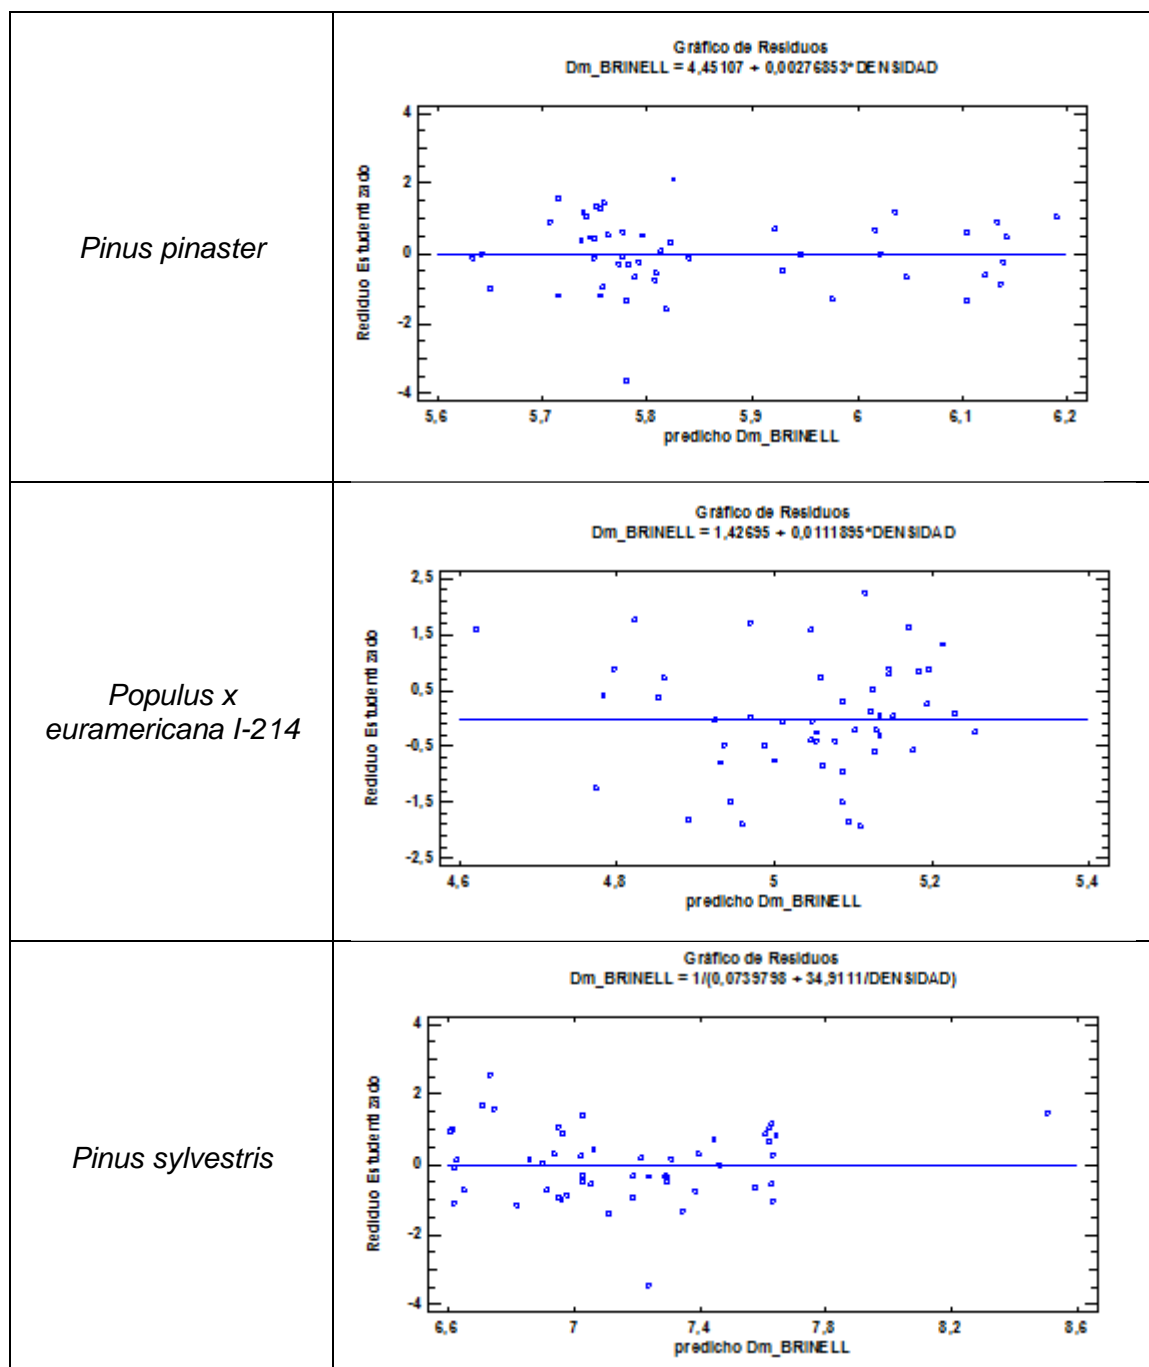 Pinus pinaster
Gráfico de Residuos
Dm_BRINELL = 4,45107 + 0,00276853*DENSIDAD
Rediduo Estudentizado
4
2
0
-2
-4
5,6 5,7 5,8 5,9 6 6,1 6,2
predicho Dm_BRINELL
Populus x
euramericana I-214
Gráfico de Residuos
Dm_BRINELL = 1,42695 + 0,0111895*DENSIDAD
Rediduo Estudentizado
2,5
1,5
0,5
-0,5
-1,5
-2,5
4,6 4,8 5 5,2 5,4
predicho Dm_BRINELL
Pinus sylvestris
Gráfico de Residuos
Dm_BRINELL = 1/(0,0739798 + 34,9111/DENSIDAD)
Rediduo Estudentizado
4
2
0
-2
-4
6,6 7 7,4 7,8 8,2 8,6
predicho Dm_BRINELL